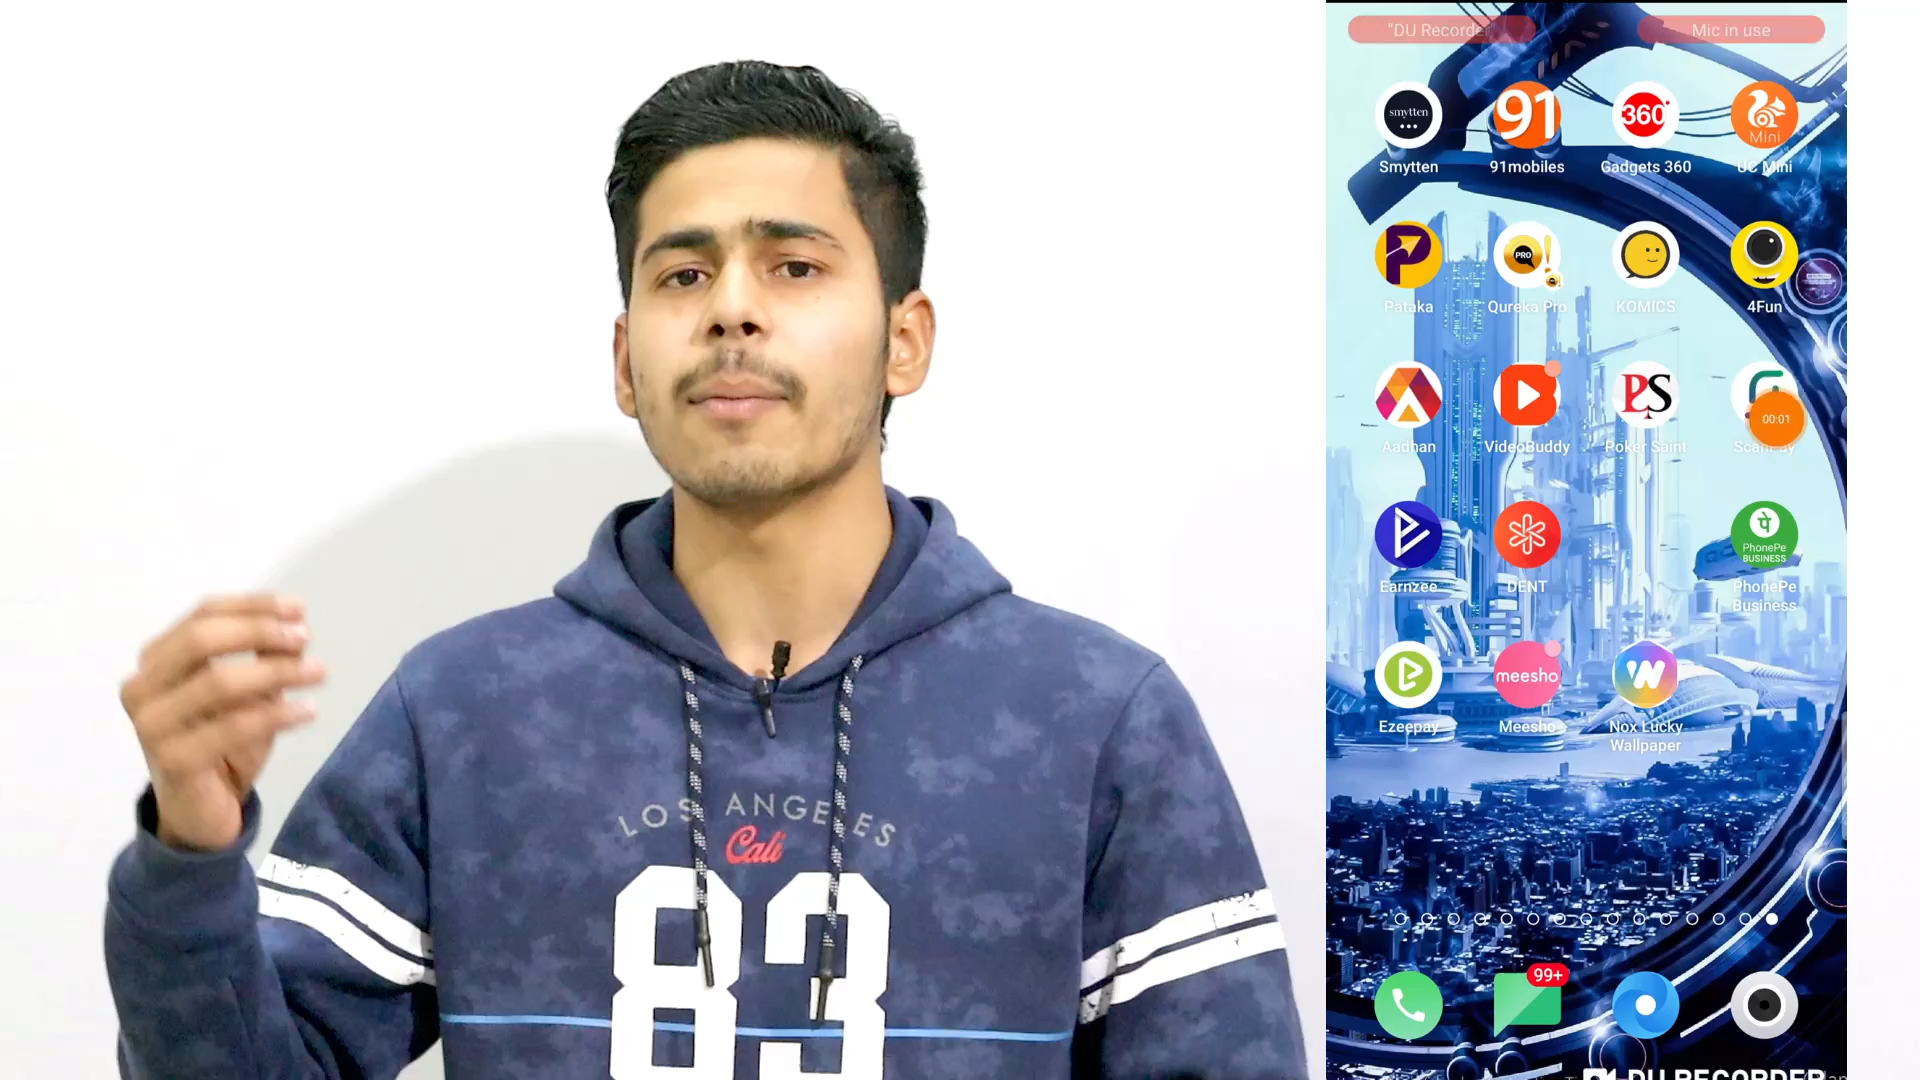 LOS ANGELES
Cali
83
"DU Recorder"
Mic in use
smytten
91
360
Mini
Smytten
91mobiles
Gadgets 360
UC Mini
PRO
Pataka
Qureka Pro
KOMICS
4Fun
PS
00:01
Aadhan
VideoBuddy
Poker Saint
पे
PhonePe
BUSINESS
Earnzee
DENT
PhonePe
Business
meesho
Ezeepay
Meesho
Nox Lucky
Wallpaper
99+
DU RECORDER